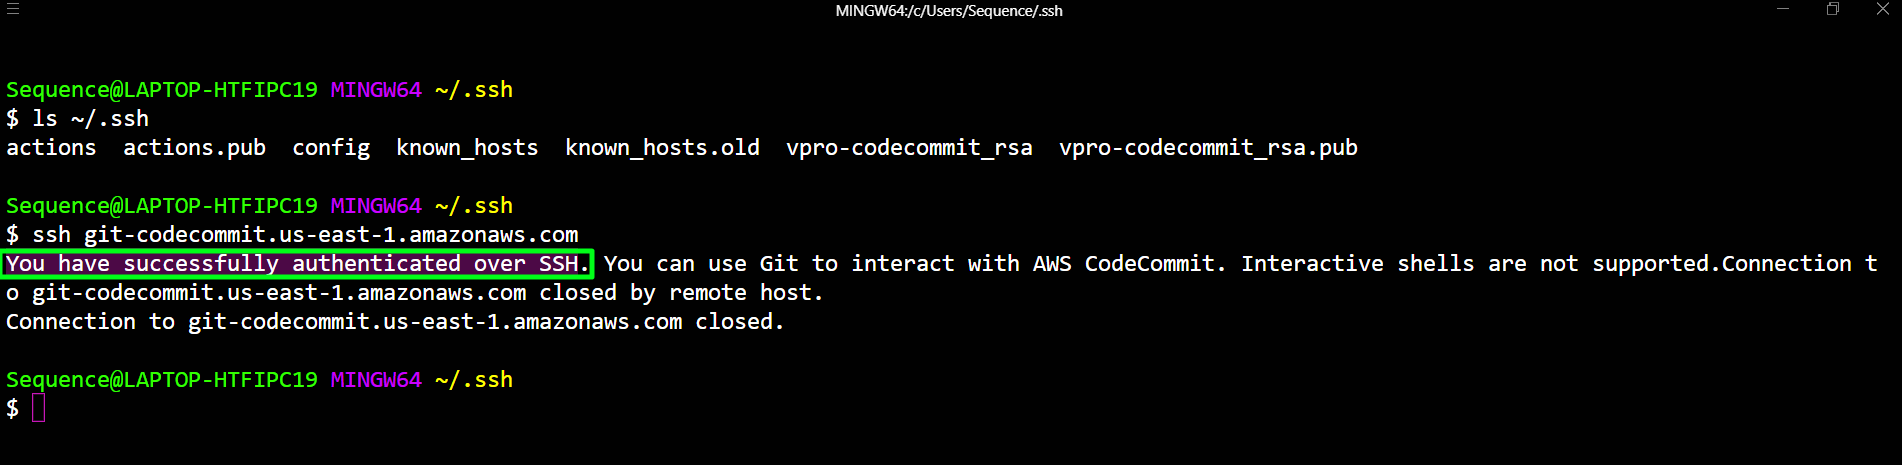 MINGW64:/c/Users/Sequence/.ssh
Sequence@LAPTOP-HTFIPC19 MINGW64 ~/.ssh
$ ls ~/.ssh
actions  actions.pub  config  known_hosts  known_hosts.old  vpro-codecommit_rsa  vpro-codecommit_rsa.pub
Sequence@LAPTOP-HTFIPC19 MINGW64 ~/.ssh
$ ssh git-codecommit.us-east-1.amazonaws.com
You have successfully authenticated over SSH. You can use Git to interact with AWS CodeCommit. Interactive shells are not supported.Connection t
o git-codecommit.us-east-1.amazonaws.com closed by remote host.
Connection to git-codecommit.us-east-1.amazonaws.com closed.
Sequence@LAPTOP-HTFIPC19 MINGW64 ~/.ssh
$